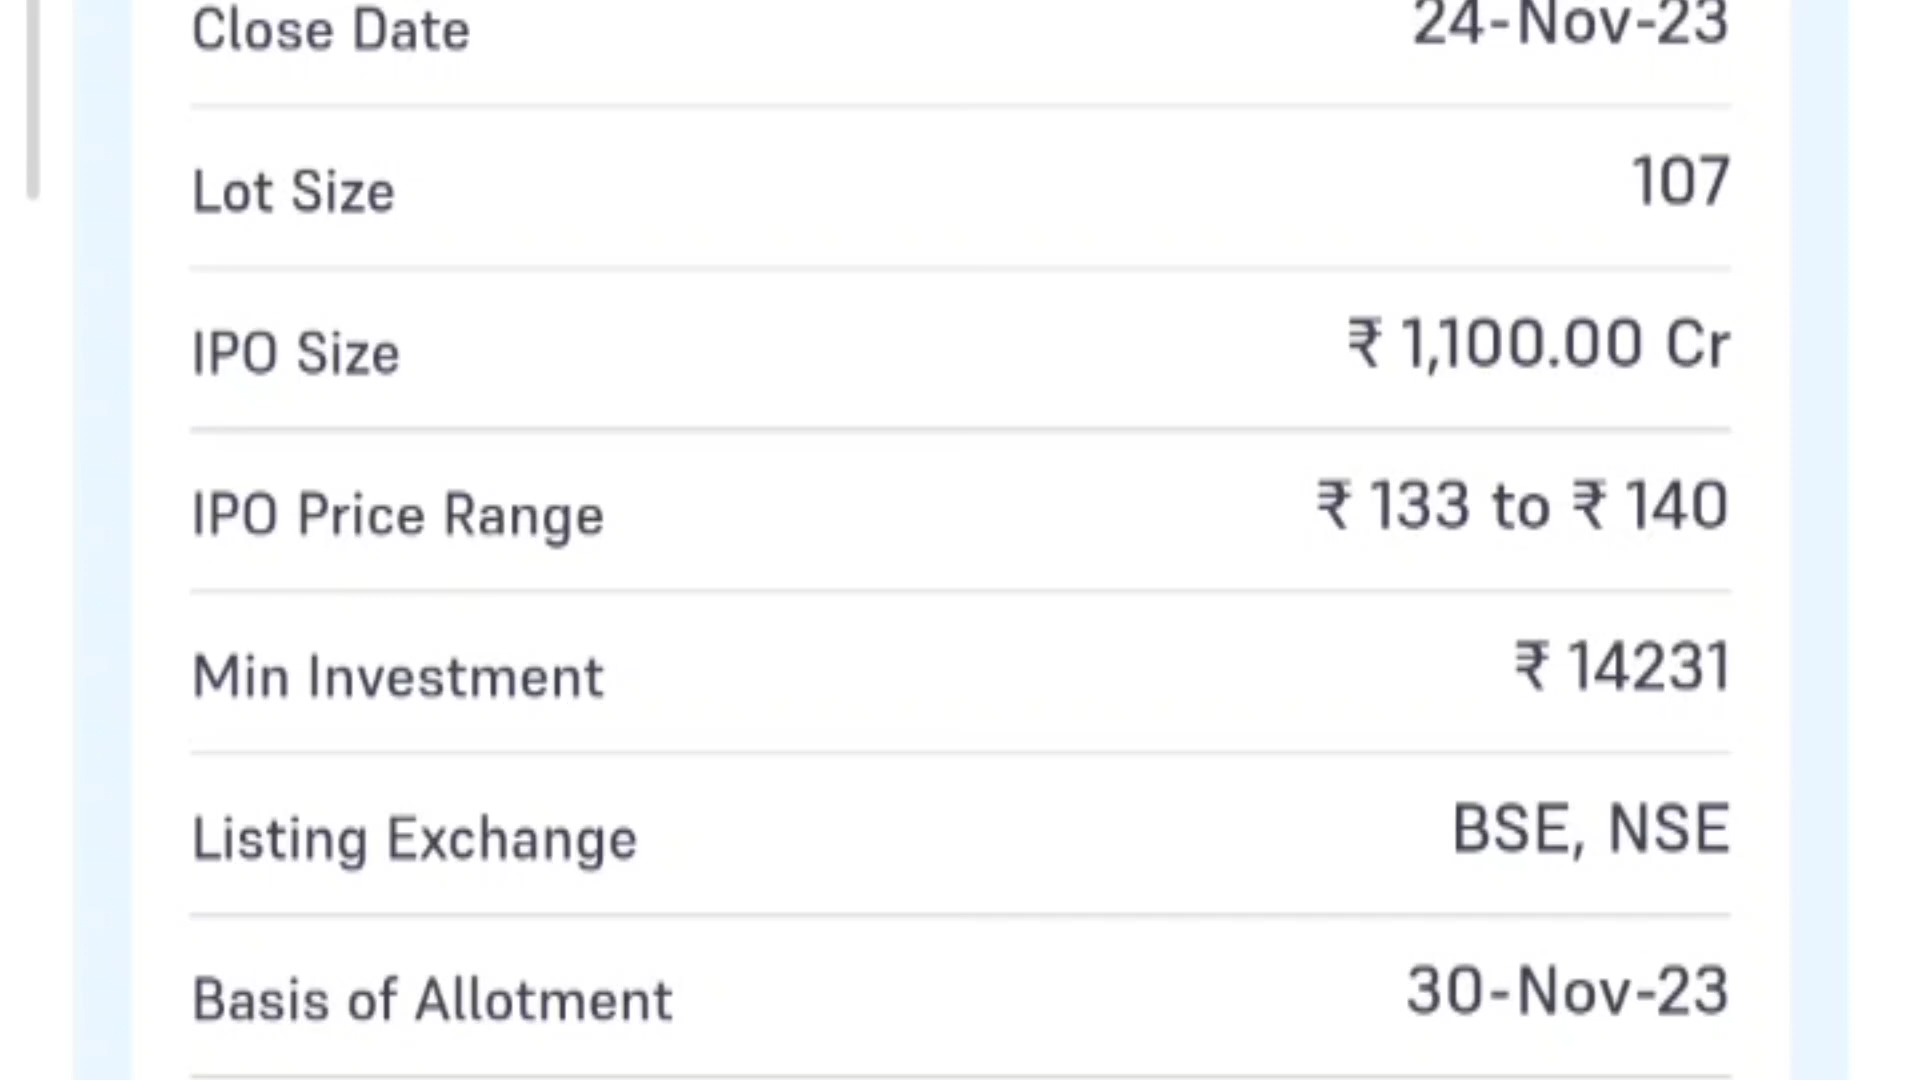 Close Date 24-Nov-23
Lot Size 107
IPO Size ₹ 1,100.00 Cr
IPO Price Range ₹ 133 to ₹ 140
Min Investment ₹ 14231
Listing Exchange BSE, NSE
Basis of Allotment 30-Nov-23